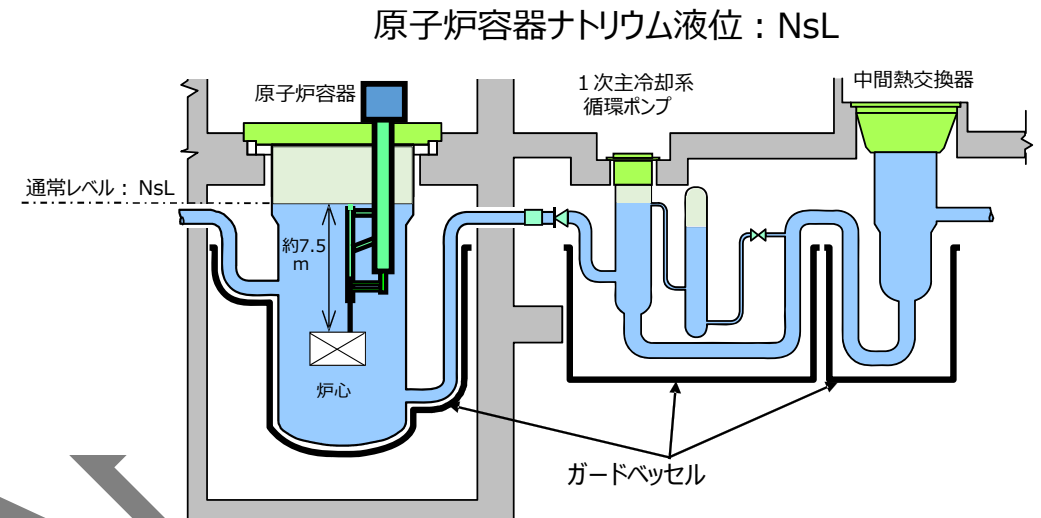 原子炉容器ナトリウム液位：NsL
原子炉容器
１次主冷却系
循環ポンプ
中間熱交換器
通常レベル： NsL
約7.5
m
炉心
ガードベッセル